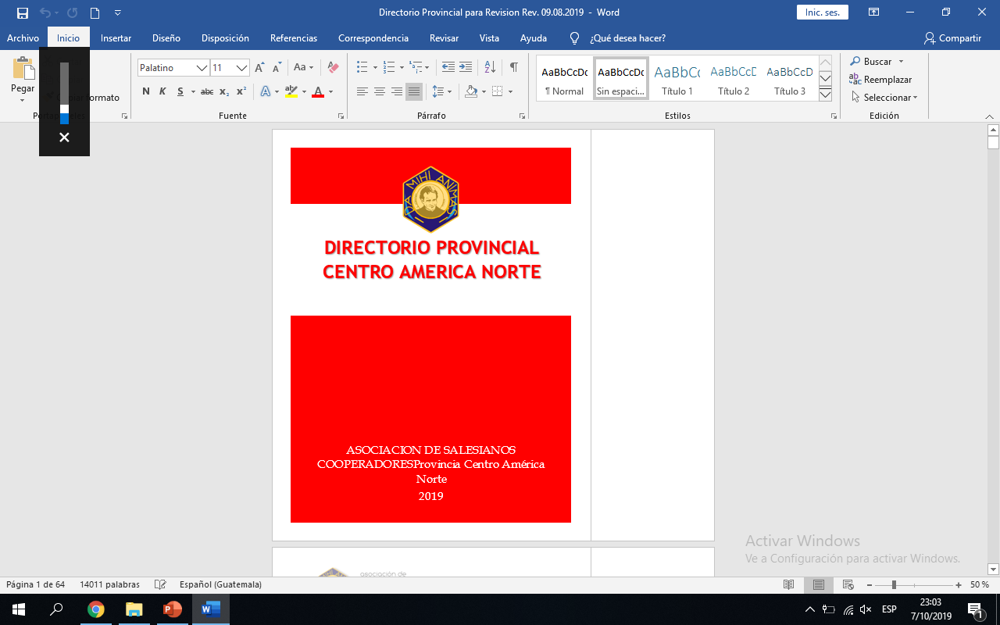 Directorio Provincial para Revision Rev. 09.08.2019 - Word
Inic. ses.
Archivo Inicio Insertar Diseño Disposición Referencias Correspondencia Revisar Vista Ayuda ¿Qué desea hacer? Compartir
Pegar
formato
Palatino 11 Aa
N K S abc x₂ x² A ab A
Fuente
Párrafo
AaBbCcDc AaBbCcDc AaBbCc AaBbCcD AaBbCcD
¶ Normal Sin espaci... Título 1 Título 2 Título 3
Estilos
Buscar
Reemplazar
Seleccionar
Edición
DA MIHI ANIMAS
DIRECTORIO PROVINCIAL
CENTRO AMERICA NORTE
ASOCIACION DE SALESIANOS
COOPERADORESProvincia Centro América
Norte
2019
asociación de
Activar Windows
Ve a Configuración para activar Windows.
Página 1 de 64 14011 palabras Español (Guatemala) 50 %
ESP
23:03
7/10/2019
1